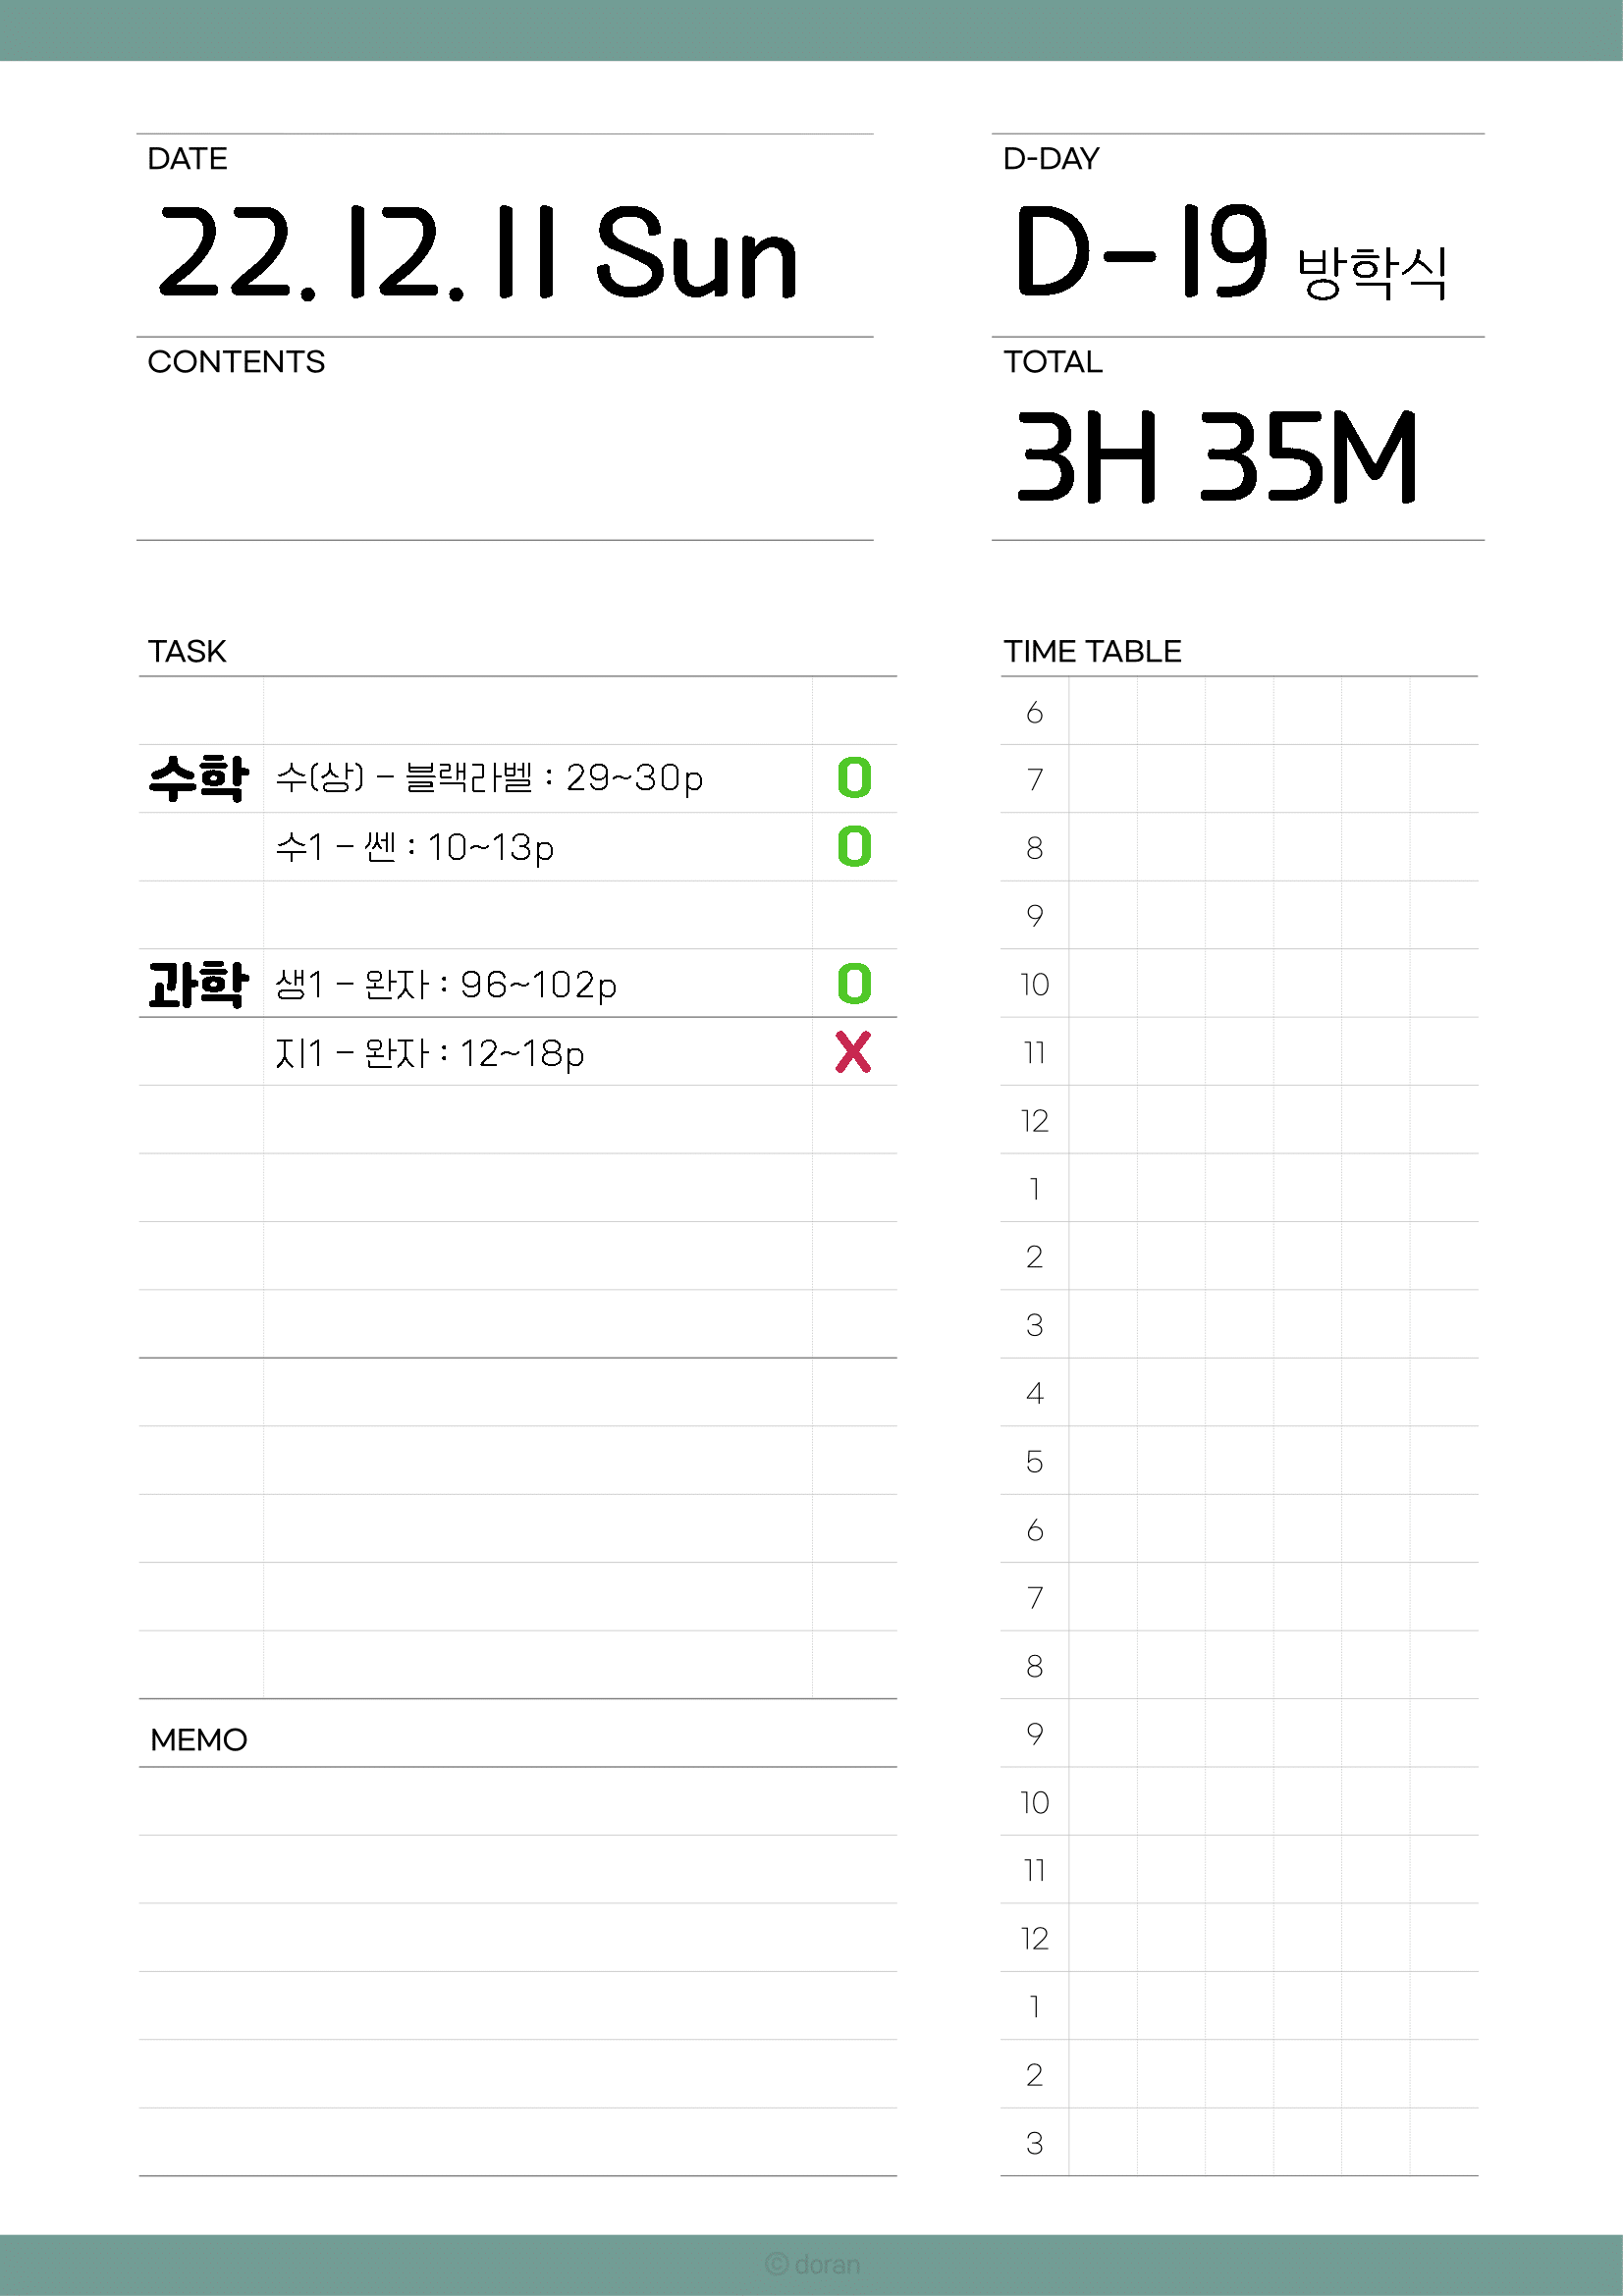 DATE
22.12.11 Sun
D-DAY
D-19 방학식
CONTENTS
TOTAL
3H 35M
TASK
수학 수(상) - 블랙라벨 : 29~30p O
수1 - 쎈 : 10~13p O
과학 생1 - 완자 : 96~102p O
지1 - 완자 : 12~18p X
MEMO
TIME TABLE
6
7
8
9
10
11
12
1
2
3
4
5
6
7
8
9
10
11
12
1
2
3
© doran